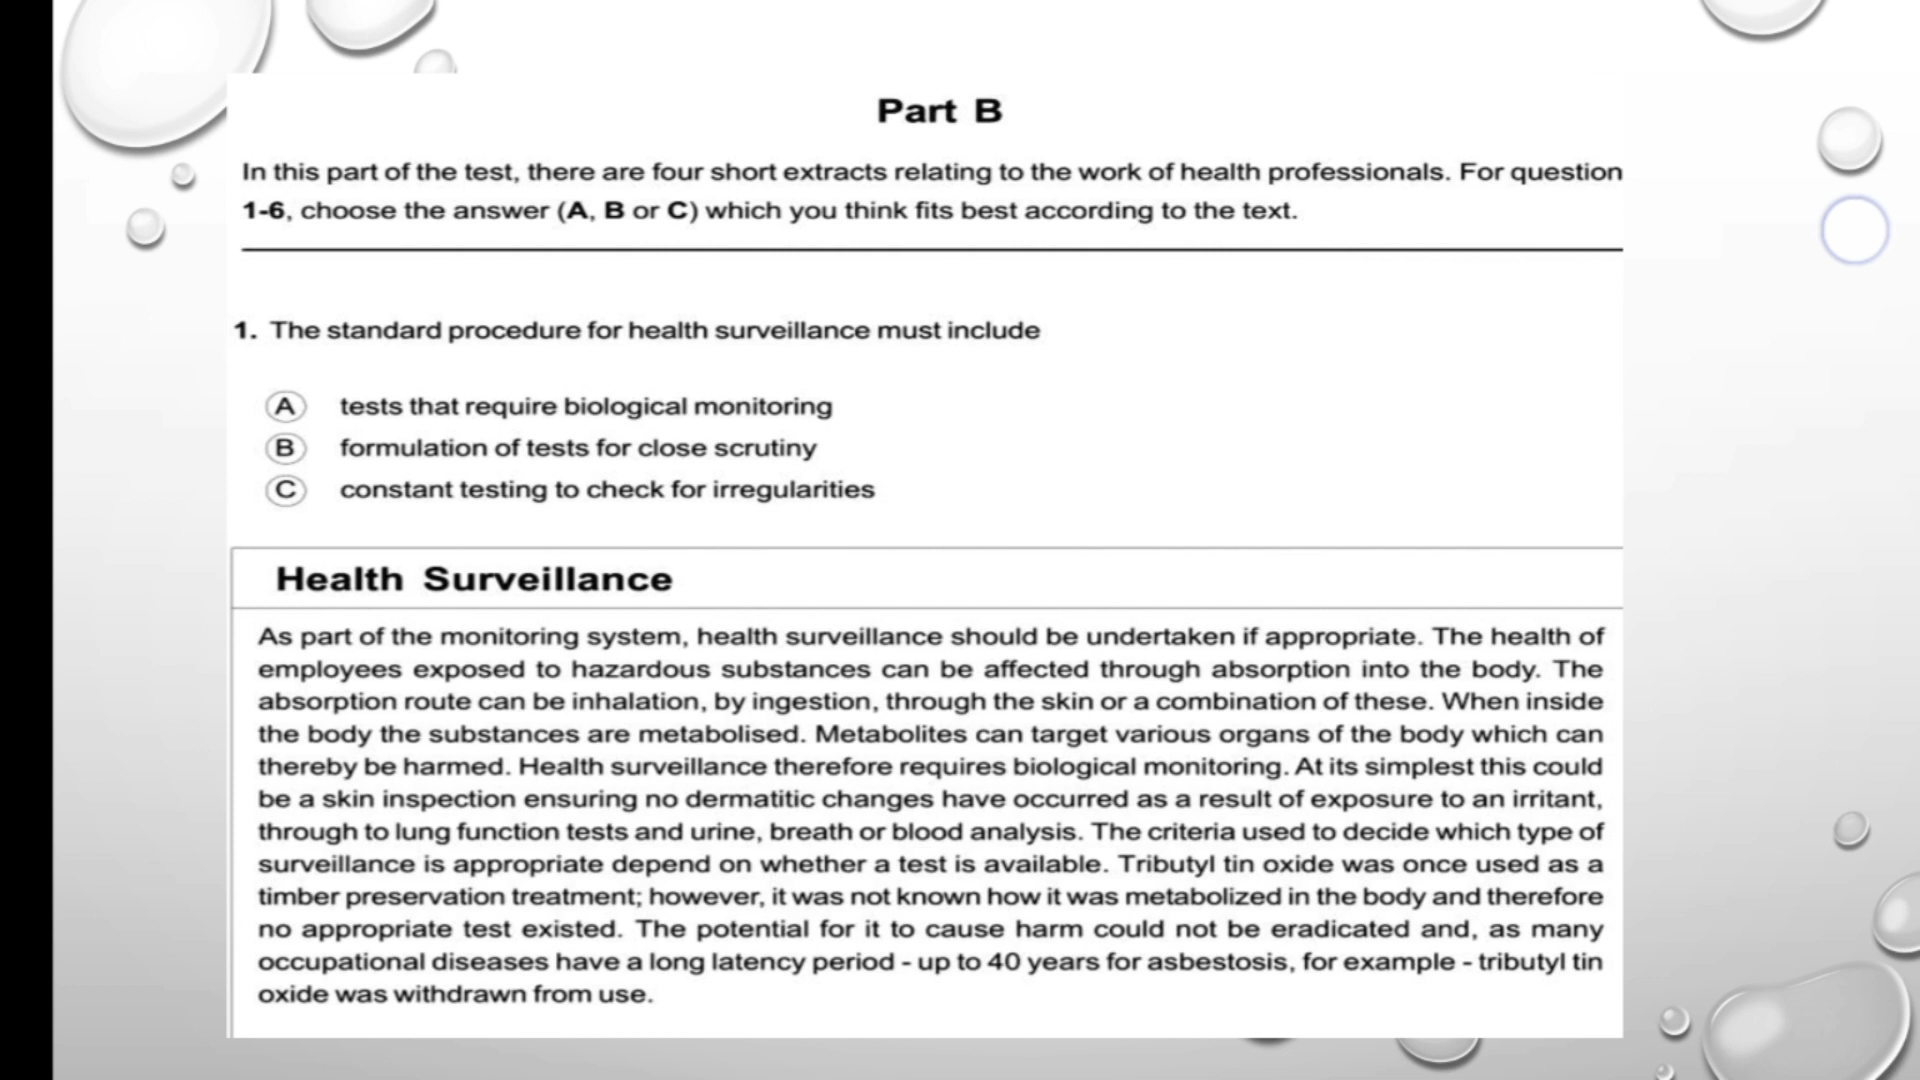 Part B
In this part of the test, there are four short extracts relating to the work of health professionals. For question
1-6, choose the answer (A, B or C) which you think fits best according to the text.
1. The standard procedure for health surveillance must include
A tests that require biological monitoring
B formulation of tests for close scrutiny
C constant testing to check for irregularities
Health Surveillance
As part of the monitoring system, health surveillance should be undertaken if appropriate. The health of
employees exposed to hazardous substances can be affected through absorption into the body. The
absorption route can be inhalation, by ingestion, through the skin or a combination of these. When inside
the body the substances are metabolised. Metabolites can target various organs of the body which can
thereby be harmed. Health surveillance therefore requires biological monitoring. At its simplest this could
be a skin inspection ensuring no dermatitic changes have occurred as a result of exposure to an irritant,
through to lung function tests and urine, breath or blood analysis. The criteria used to decide which type of
surveillance is appropriate depend on whether a test is available. Tributyl tin oxide was once used as a
timber preservation treatment; however, it was not known how it was metabolized in the body and therefore
no appropriate test existed. The potential for it to cause harm could not be eradicated and, as many
occupational diseases have a long latency period - up to 40 years for asbestosis, for example - tributyl tin
oxide was withdrawn from use.